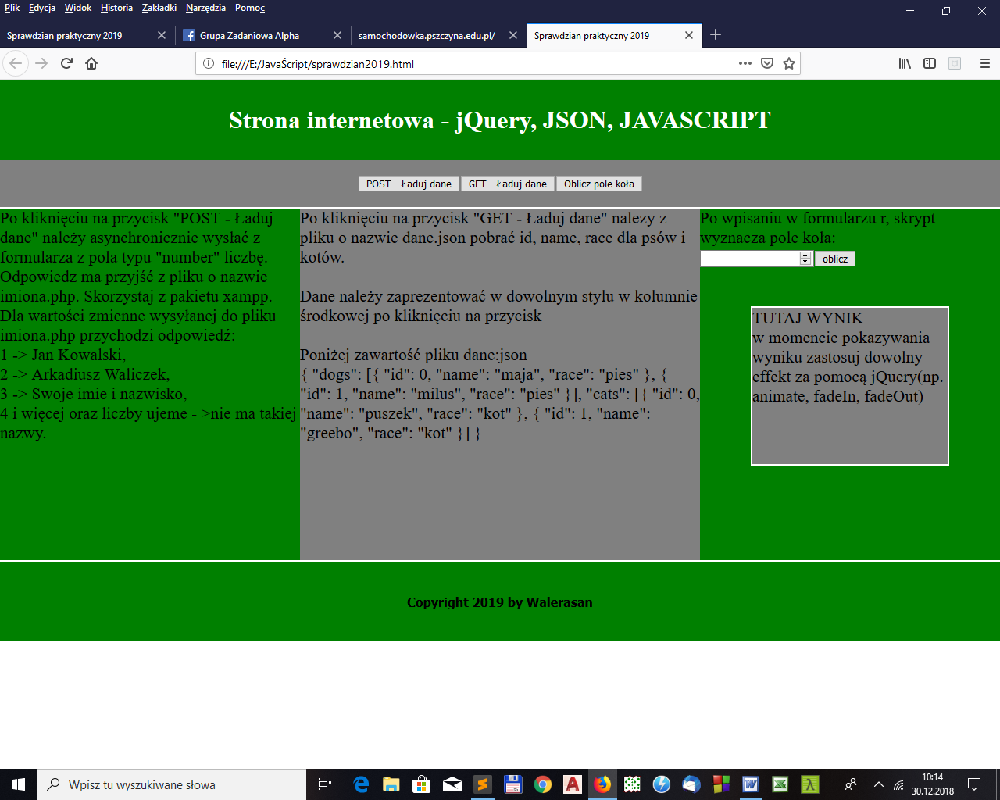 Plik Edycja Widok Historia Zakładki Narzędzia Pomoc
Sprawdzian praktyczny 2019
Grupa Zadaniowa Alpha
samochodowka.pszczyna.edu.pl/
Sprawdzian praktyczny 2019
file:///E:/JavaŚcript/sprawdzian2019.html
Strona internetowa - jQuery, JSON, JAVASCRIPT
POST - Ładuj dane
GET - Ładuj dane
Oblicz pole koła
Po kliknięciu na przycisk "POST - Ładuj
dane" należy asynchronicznie wysłać z
formularza z pola typu "number" liczbę.
Odpowiedz ma przyjść z pliku o nazwie
imiona.php. Skorzystaj z pakietu xampp.
Dla wartości zmienne wysyłanej do pliku
imiona.php przychodzi odpowiedź:
1 -> Jan Kowalski,
2 -> Arkadiusz Waliczek,
3 -> Swoje imie i nazwisko,
4 i więcej oraz liczby ujeme - >nie ma takiej
nazwy.
Po kliknięciu na przycisk "GET - Ładuj dane" nalezy z
pliku o nazwie dane.json pobrać id, name, race dla psów i
kotów.
Dane należy zaprezentować w dowolnym stylu w kolumnie
środkowej po kliknięciu na przycisk
Poniżej zawartość pliku dane:json
{ "dogs": [{ "id": 0, "name": "maja", "race": "pies" }, {
"id": 1, "name": "milus", "race": "pies" }], "cats": [{ "id": 0,
"name": "puszek", "race": "kot" }, { "id": 1, "name":
"greebo", "race": "kot" }] }
Po wpisaniu w formularzu r, skrypt
wyznacza pole koła:
oblicz
TUTAJ WYNIK
w momencie pokazywania
wyniku zastosuj dowolny
effekt za pomocą jQuery(np.
animate, fadeIn, fadeOut)
Copyright 2019 by Walerasan
Wpisz tu wyszukiwane słowa
10:14
30.12.2018